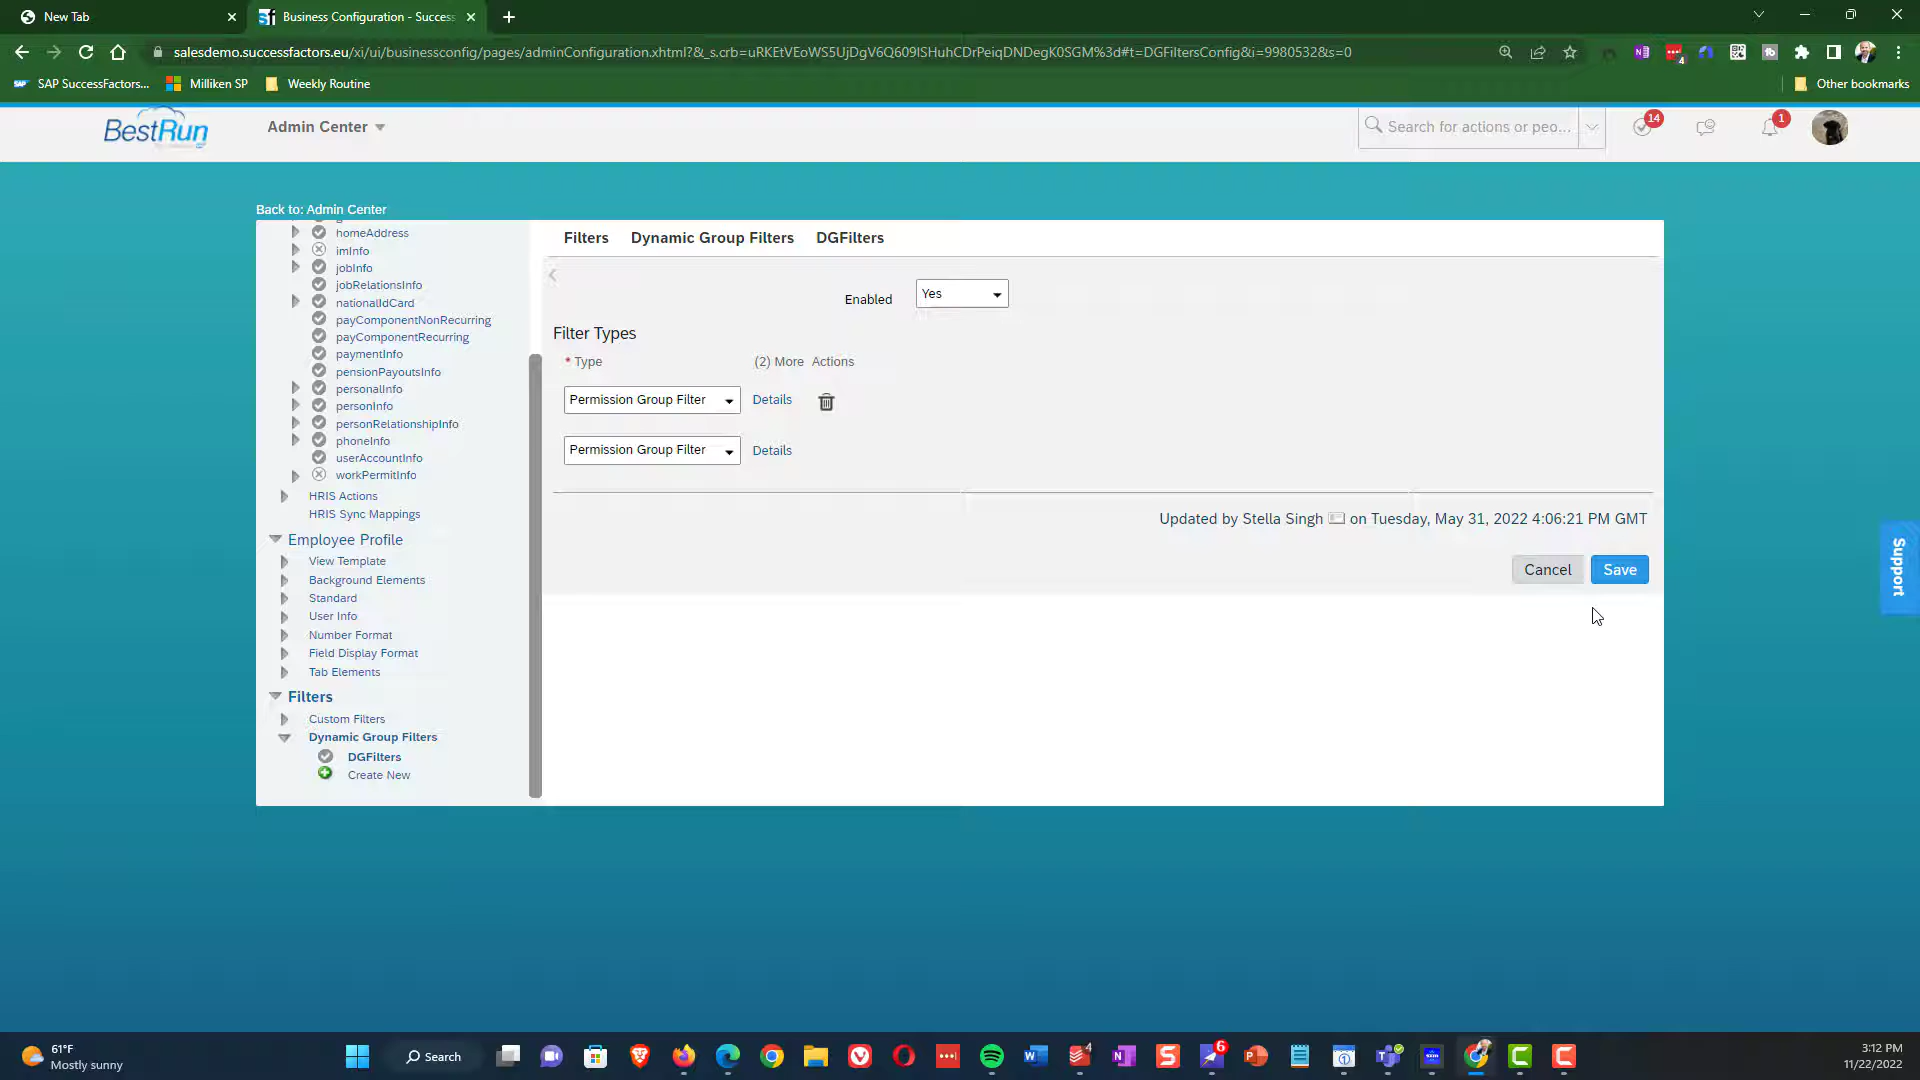 New Tab
Business Configuration - Success
salesdemo.successfactors.eu/xi/ui/businessconfig/pages/adminConfiguration.xhtml?&_s.crb=uRKEtVEoWS5UjDgV6Q609ISHuhCDrPeiqDNDegK0SGM%3d#t=DGFiltersConfig&i=9980532&s=0
SAP SuccessFactors...
Milliken SP
Weekly Routine
Other bookmarks
BestRun
Admin Center
Search for actions or peo...
14
1
Back to: Admin Center
homeAddress
imInfo
jobInfo
jobRelationsInfo
nationalIdCard
payComponentNonRecurring
payComponentRecurring
paymentInfo
pensionPayoutsInfo
personalInfo
personInfo
personRelationshipInfo
phoneInfo
userAccountInfo
workPermitInfo
HRIS Actions
HRIS Sync Mappings
Employee Profile
View Template
Background Elements
Standard
User Info
Number Format
Field Display Format
Tab Elements
Filters
Custom Filters
Dynamic Group Filters
DGFilters
Create New
Filters Dynamic Group Filters DGFilters
Enabled Yes
Filter Types
* Type (2) More Actions
Permission Group Filter Details
Permission Group Filter Details
Updated by Stella Singh on Tuesday, May 31, 2022 4:06:21 PM GMT
Cancel Save
Support
61°F
Mostly sunny
Search
4
6
3:12 PM
11/22/2022